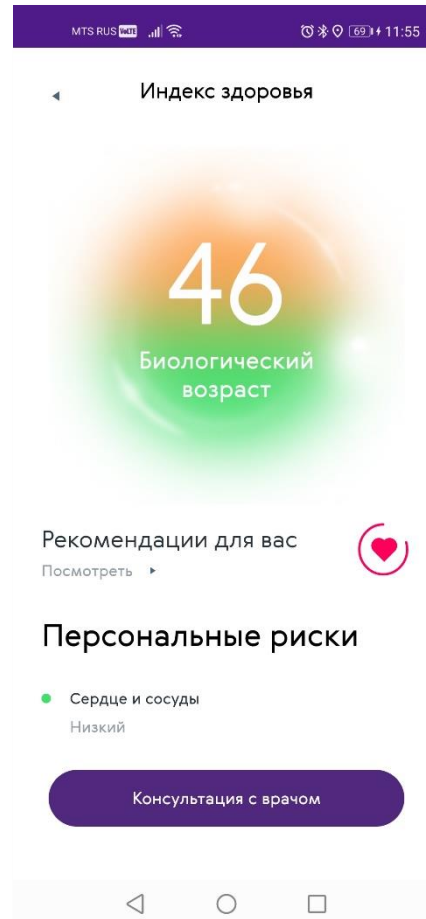 MTS RUS VoLTE 69 11:55
Индекс здоровья
46
Биологический
возраст
Рекомендации для вас
Посмотреть
Персональные риски
Сердце и сосуды
Низкий
Консультация с врачом